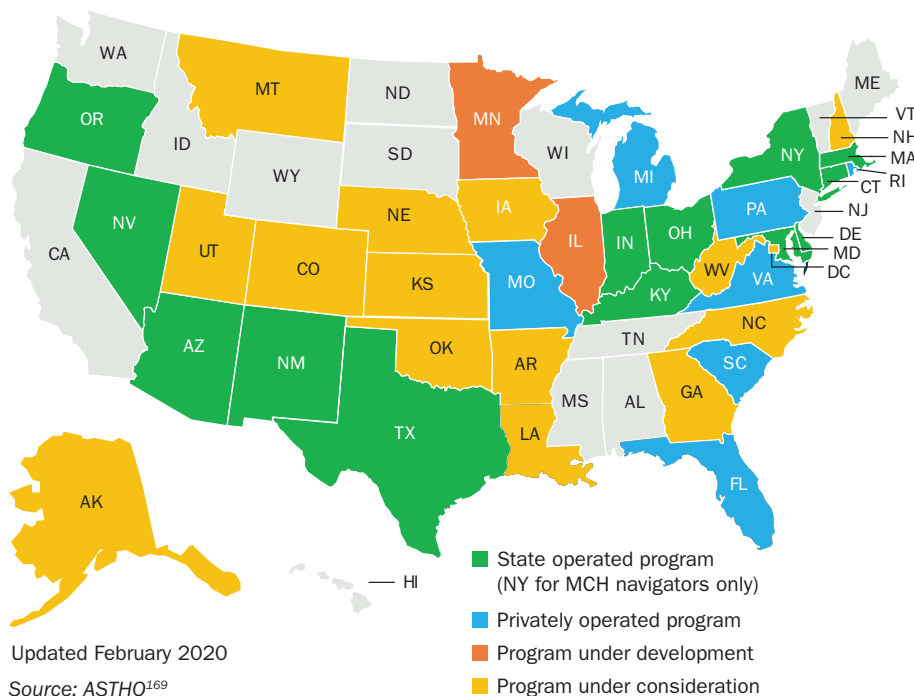 WA
MT
ND
MN
ME
VT
OR
NH
ID
SD
WI
NY
MA
WY
MI
RI
CT
PA
NV
NE
IA
NJ
CA
UT
CO
IL
IN
OH
DE
MD
DC
WV
KS
MO
VA
KY
AZ
NM
OK
TN
NC
AR
SC
MS
AL
GA
TX
LA
FL
AK
HI
State operated program
(NY for MCH navigators only)
Privately operated program
Program under development
Program under consideration
Updated February 2020
Source: ASTHO169